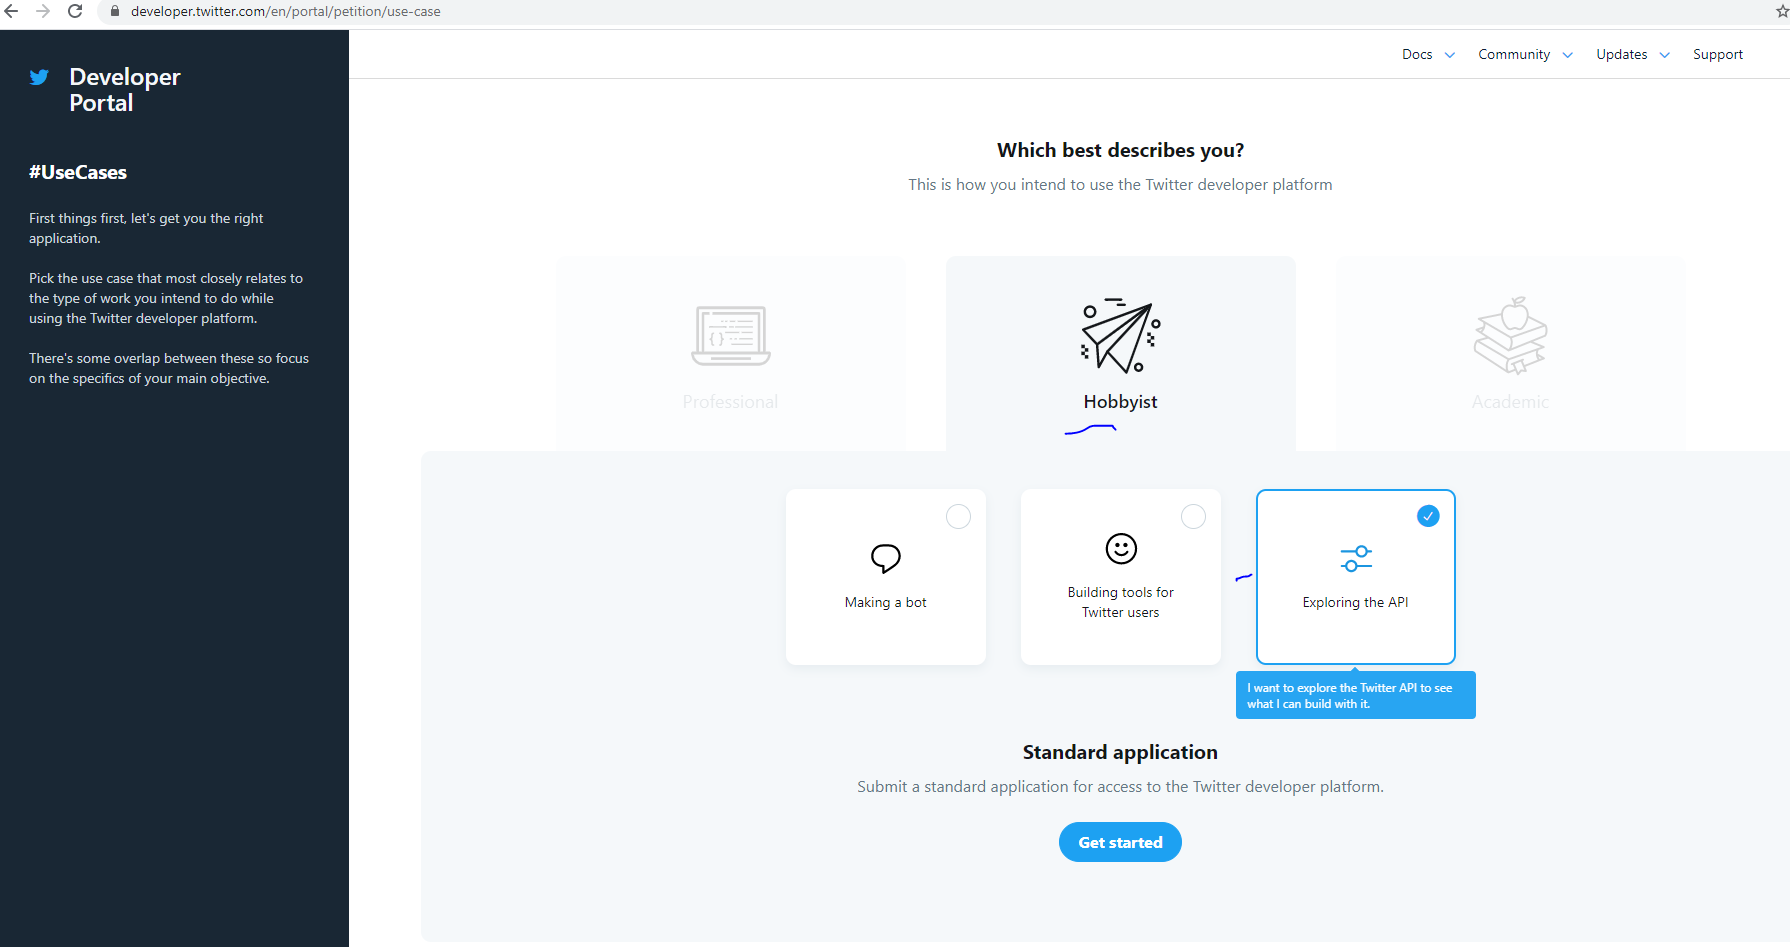 developer.twitter.com/en/portal/petition/use-case
Developer
Portal
#UseCases
First things first, let's get you the right
application.
Pick the use case that most closely relates to
the type of work you intend to do while
using the Twitter developer platform.
There's some overlap between these so focus
on the specifics of your main objective.
Docs
Community
Updates
Support
Which best describes you?
This is how you intend to use the Twitter developer platform
Professional
Hobbyist
Academic
Making a bot
Building tools for
Twitter users
Exploring the API
I want to explore the Twitter API to see
what I can build with it.
Standard application
Submit a standard application for access to the Twitter developer platform.
Get started